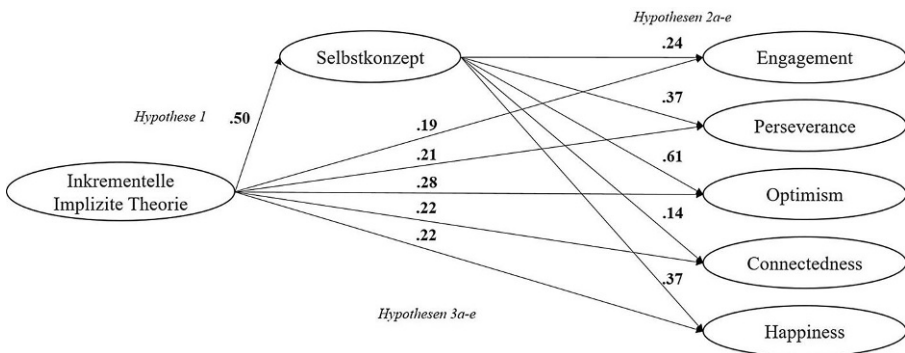 Hypothesen 2a-e
Selbstkonzept
.24
Engagement
Hypothese 1
.50
.37
Perseverance
.19
.21
.61
Inkrementelle
Implizite Theorie
.28
Optimism
.22
.14
.22
Connectedness
.37
Hypothesen 3a-e
Happiness